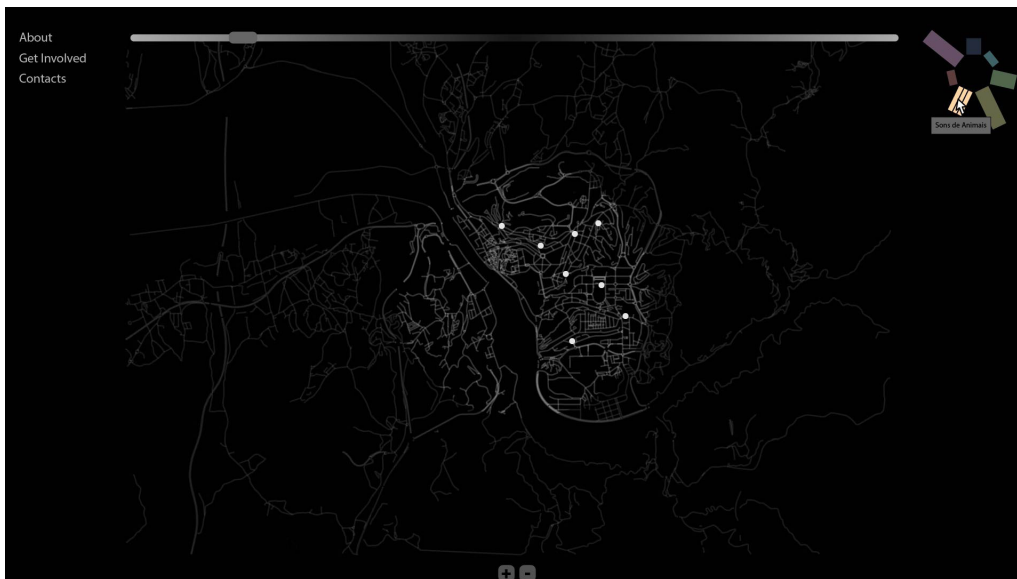 About
Get Involved
Contacts
Sons de Animais
+ -